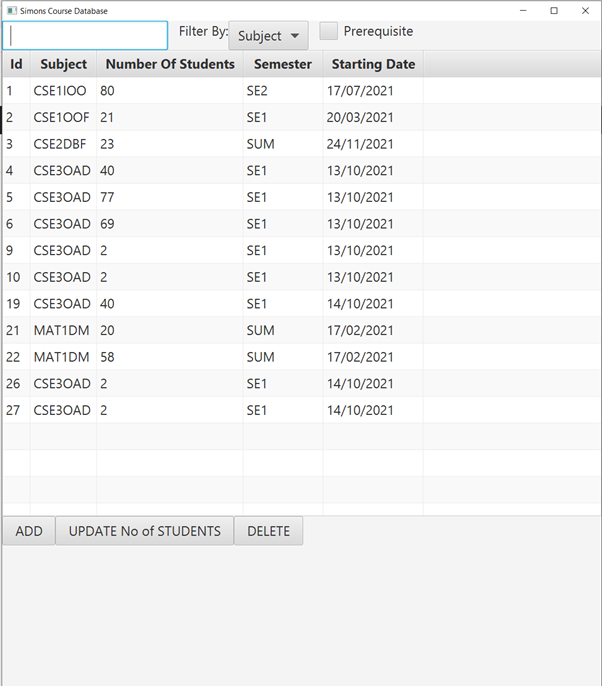 Simons Course Database
Filter By: Subject Prerequisite
Id Subject Number Of Students Semester Starting Date
1 CSE1IOO 80 SE2 17/07/2021
2 CSE1OOF 21 SE1 20/03/2021
3 CSE2DBF 23 SUM 24/11/2021
4 CSE3OAD 40 SE1 13/10/2021
5 CSE3OAD 77 SE1 13/10/2021
6 CSE3OAD 69 SE1 13/10/2021
9 CSE3OAD 2 SE1 13/10/2021
10 CSE3OAD 2 SE1 13/10/2021
19 CSE3OAD 40 SE1 14/10/2021
21 MAT1DM 20 SUM 17/02/2021
22 MAT1DM 58 SUM 17/02/2021
26 CSE3OAD 2 SE1 14/10/2021
27 CSE3OAD 2 SE1 14/10/2021
ADD UPDATE No of STUDENTS DELETE